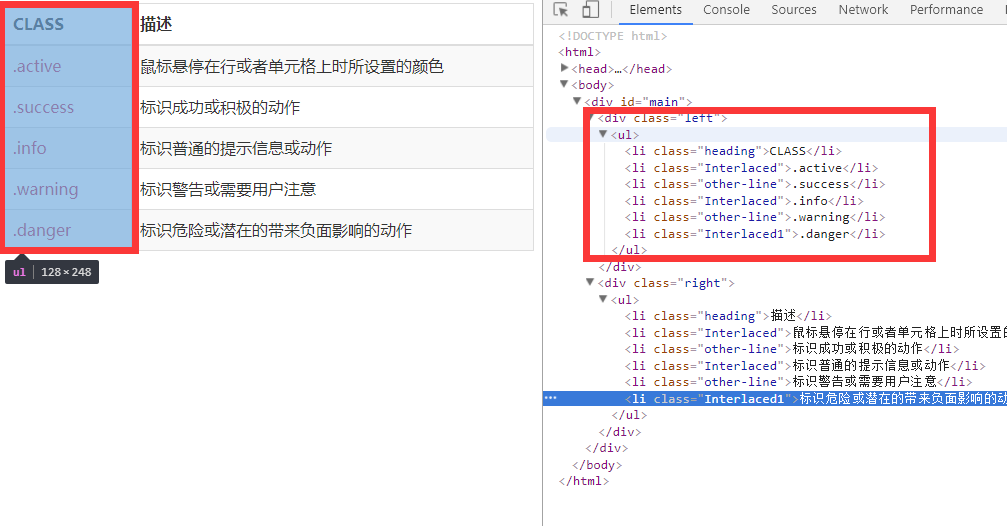 CLASS 描述
.active 鼠标悬停在行或者单元格上时所设置的颜色
.success 标识成功或积极的动作
.info 标识普通的提示信息或动作
.warning 标识警告或需要用户注意
.danger 标识危险或潜在的带来负面影响的动作
ul 128 × 248
Elements Console Sources Network Performance
<!DOCTYPE html>
<html>
<head>…</head>
<body>
<div id="main">
<div class="left">
<ul>
<li class="heading">CLASS</li>
<li class="Interlaced">.active</li>
<li class="other-line">.success</li>
<li class="Interlaced">.info</li>
<li class="other-line">.warning</li>
<li class="Interlaced1">.danger</li>
</ul>
</div>
<div class="right">
<ul>
<li class="heading">描述</li>
<li class="Interlaced">鼠标悬停在行或者单元格上时所设置的
<li class="other-line">标识成功或积极的动作</li>
<li class="Interlaced">标识普通的提示信息或动作</li>
<li class="other-line">标识警告或需要用户注意</li>
<li class="Interlaced1">标识危险或潜在的带来负面影响的动
</ul>
</div>
</div>
</body>
</html>